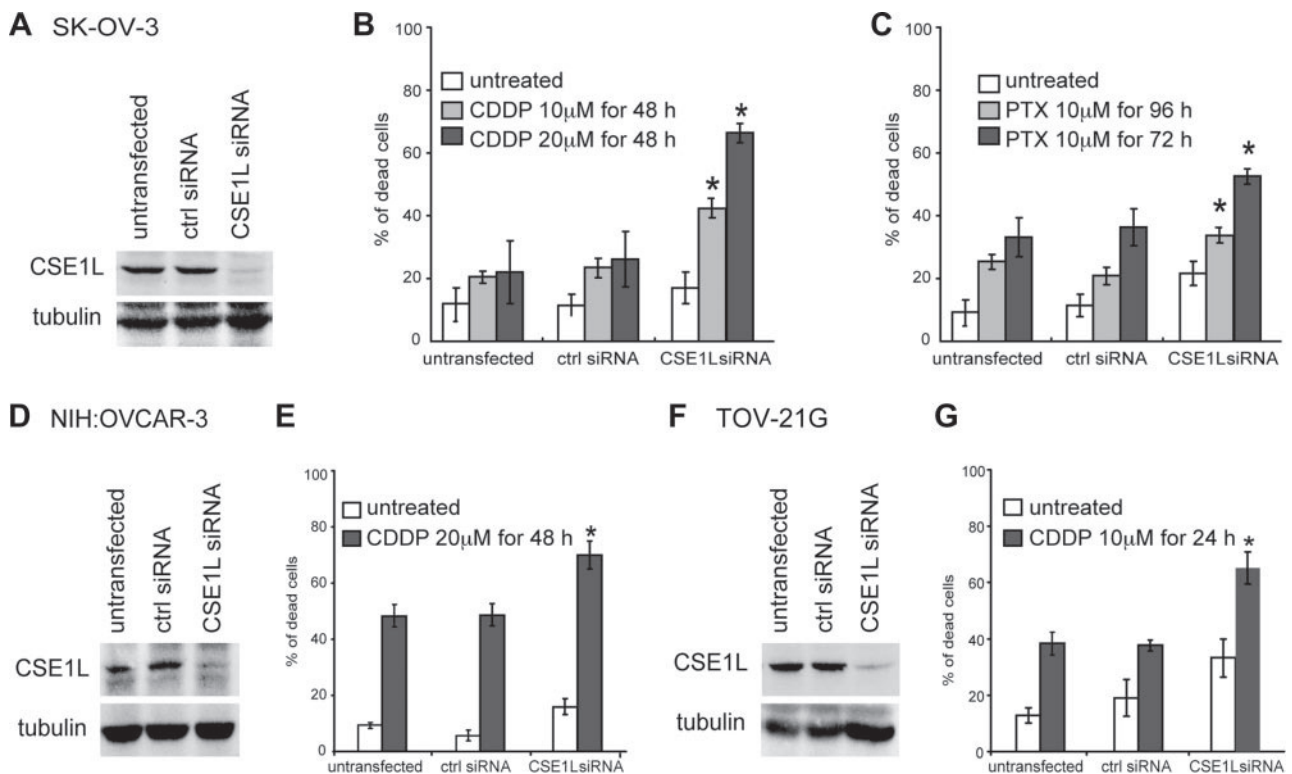 A SK-OV-3
untransfected
ctrl siRNA
CSE1L siRNA
CSE1L
tubulin
B
% of dead cells
100
80
60
40
20
0
untreated
CDDP 10μM for 48 h
CDDP 20μM for 48 h
*
*
untransfected
ctrl siRNA
CSE1LsiRNA
C
% of dead cells
100
80
60
40
20
0
untreated
PTX 10μM for 96 h
PTX 10μM for 72 h
*
*
untransfected
ctrl siRNA
CSE1LsiRNA
D NIH:OVCAR-3
untransfected
ctrl siRNA
CSE1L siRNA
CSE1L
tubulin
E
% of dead cells
100
80
60
40
20
0
untreated
CDDP 20μM for 48 h
*
untransfected
ctrl siRNA
CSE1LsiRNA
F TOV-21G
untransfected
ctrl siRNA
CSE1L siRNA
CSE1L
tubulin
G
% of dead cells
100
80
60
40
20
0
untreated
CDDP 10μM for 24 h
*
untransfected
ctrl siRNA
CSE1LsiRNA